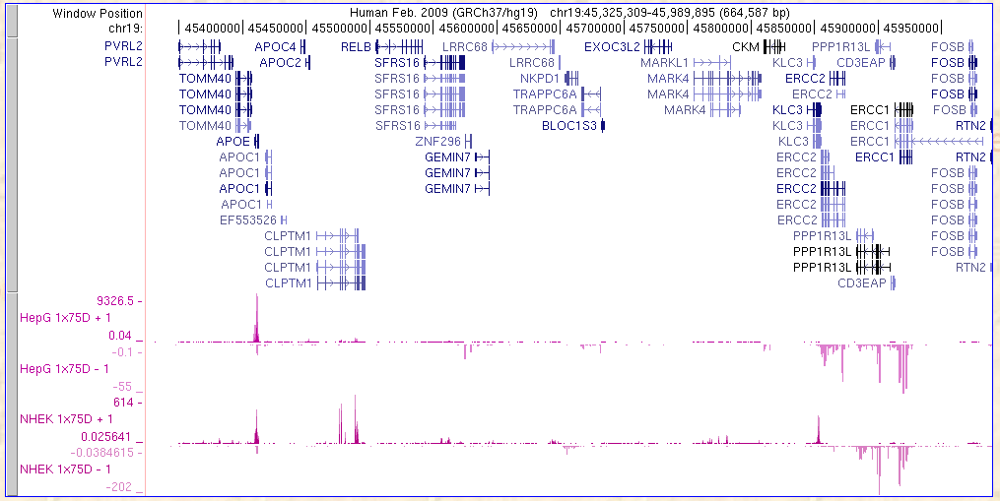 Window Position Human Feb. 2009 (GRCh37/hg19) chr19:45,325,309-45,989,895 (664,587 bp)
chr19: 45400000 45450000 45500000 45550000 45600000 45650000 45700000 45750000 45800000 45850000 45900000 45950000
PVRL2 APOC4 RELB LRRC68 EXOC3L2 CKM PPP1R13L FOSB
PVRL2 APOC2 SFRS16 LRRC68 MARKL1 KLC3 CD3EAP FOSB
TOMM40 SFRS16 NKPD1 MARK4 ERCC2 FOSB
TOMM40 SFRS16 TRAPPC6A MARK4 ERCC2 FOSB
TOMM40 SFRS16 TRAPPC6A MARK4 KLC3 ERCC1 FOSB
TOMM40 SFRS16 BLOC1S3 KLC3 ERCC1 RTN2
APOE ZNF296 KLC3 ERCC1
APOC1 GEMIN7 ERCC2 ERCC1 RTN2
APOC1 GEMIN7 ERCC2 FOSB
APOC1 GEMIN7 ERCC2 FOSB
APOC1 ERCC2 FOSB
EF553526 ERCC2 FOSB
CLPTM1 PPP1R13L FOSB
CLPTM1 PPP1R13L FOSB
CLPTM1 PPP1R13L RTN2
CLPTM1 CD3EAP
9326.5 -
HepG 1x75D + 1
0.04 _
-0.1 -
HepG 1x75D - 1
-55 _
614 -
NHEK 1x75D + 1
0.025641 _
-0.0384615 -
NHEK 1x75D - 1
-202 _